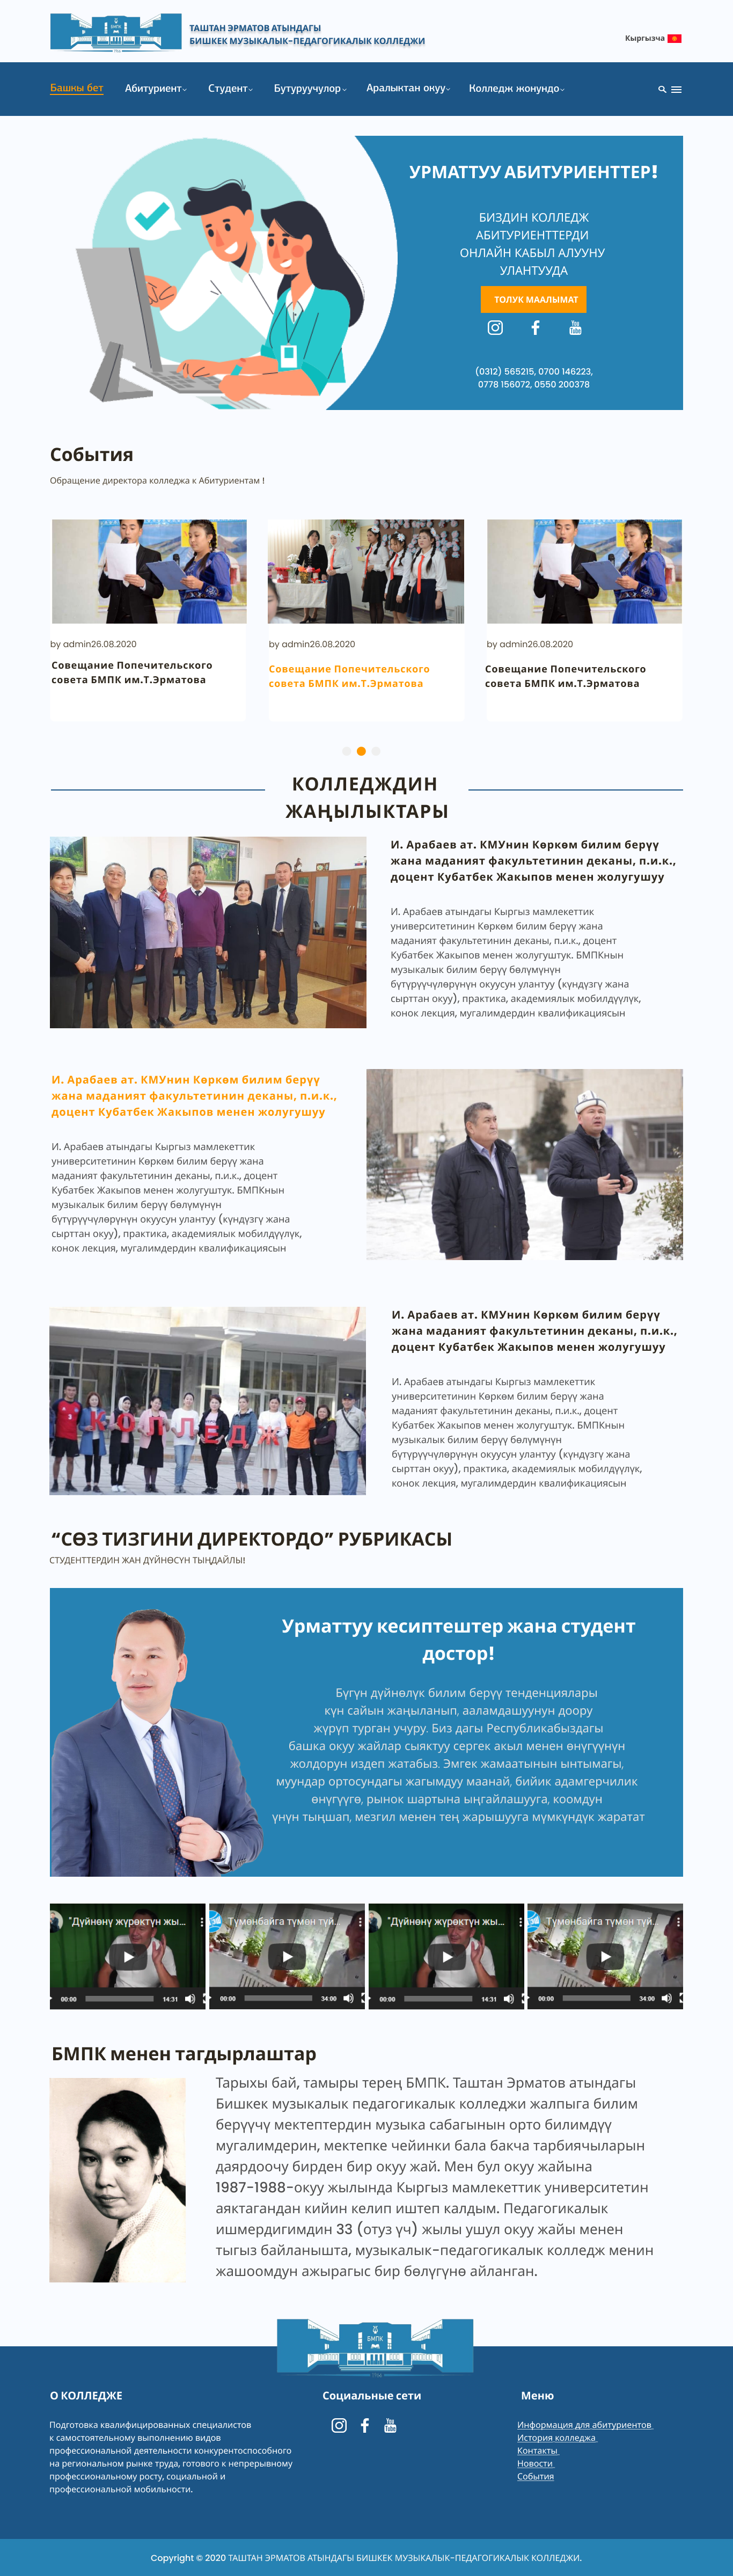 ТАШТАН ЭРМАТОВ АТЫНДАГЫ
БИШКЕК МУЗЫКАЛЫК-ПЕДАГОГИКАЛЫК КОЛЛЕДЖИ
Кыргызча
Башкы бет Абитуриент Студент Бутуруучулор Аралыктан окуу Колледж жонундо
УРМАТТУУ АБИТУРИЕНТТЕР!
БИЗДИН КОЛЛЕДЖ
АБИТУРИЕНТТЕРДИ
ОНЛАЙН КАБЫЛ АЛУУНУ
УЛАНТУУДА
ТОЛУК МААЛЫМАТ
You Tube
(0312) 565215, 0700 146223,
0778 156072, 0550 200378
События
Обращение директора колледжа к Абитуриентам !
by admin26.08.2020
Совещание Попечительского
совета БМПК им.Т.Эрматова
by admin26.08.2020
Совещание Попечительского
совета БМПК им.Т.Эрматова
by admin26.08.2020
Совещание Попечительского
совета БМПК им.Т.Эрматова
КОЛЛЕДЖДИН
ЖАҢЫЛЫКТАРЫ
И. Арабаев ат. КМУнин Көркөм билим берүү
жана маданият факультетинин деканы, п.и.к.,
доцент Кубатбек Жакыпов менен жолугушуу
И. Арабаев атындагы Кыргыз мамлекеттик
университетинин Көркөм билим берүү жана
маданият факультетинин деканы, п.и.к., доцент
Кубатбек Жакыпов менен жолугуштук. БМПКнын
музыкалык билим берүү бөлүмүнүн
бүтүрүүчүлөрүнүн окуусун улантуу (күндүзгү жана
сырттан окуу), практика, академиялык мобилдүүлүк,
конок лекция, мугалимдердин квалификациясын
И. Арабаев ат. КМУнин Көркөм билим берүү
жана маданият факультетинин деканы, п.и.к.,
доцент Кубатбек Жакыпов менен жолугушуу
И. Арабаев атындагы Кыргыз мамлекеттик
университетинин Көркөм билим берүү жана
маданият факультетинин деканы, п.и.к., доцент
Кубатбек Жакыпов менен жолугуштук. БМПКнын
музыкалык билим берүү бөлүмүнүн
бүтүрүүчүлөрүнүн окуусун улантуу (күндүзгү жана
сырттан окуу), практика, академиялык мобилдүүлүк,
конок лекция, мугалимдердин квалификациясын
КОЛЛЕДЖ
И. Арабаев ат. КМУнин Көркөм билим берүү
жана маданият факультетинин деканы, п.и.к.,
доцент Кубатбек Жакыпов менен жолугушуу
И. Арабаев атындагы Кыргыз мамлекеттик
университетинин Көркөм билим берүү жана
маданият факультетинин деканы, п.и.к., доцент
Кубатбек Жакыпов менен жолугуштук. БМПКнын
музыкалык билим берүү бөлүмүнүн
бүтүрүүчүлөрүнүн окуусун улантуу (күндүзгү жана
сырттан окуу), практика, академиялык мобилдүүлүк,
конок лекция, мугалимдердин квалификациясын
“СӨЗ ТИЗГИНИ ДИРЕКТОРДО” РУБРИКАСЫ
СТУДЕНТТЕРДИН ЖАН ДҮЙНӨСҮН ТЫҢДАЙЛЫ!
Урматтуу кесиптештер жана студент
достор!
Бүгүн дүйнөлүк билим берүү тенденциялары
күн сайын жаңыланып, ааламдашуунун доору
жүрүп турган учуру. Биз дагы Республикабыздагы
башка окуу жайлар сыяктуу сергек акыл менен өнүгүүнүн
жолдорун издеп жатабыз. Эмгек жамаатынын ынтымагы,
муундар ортосундагы жагымдуу маанай, бийик адамгерчилик
өнүгүүгө, рынок шартына ыңгайлашууга, коомдун
үнүн тыңшап, мезгил менен тең жарышууга мүмкүндүк жаратат
"Дүйнөнү жүрөктүн жы...
00:00 14:31
Түмөнбайга түмөн түй..
00:00 34:00
"Дүйнөнү жүрөктүн жы...
00:00 14:31
Түмөнбайга түмөн түй..
00:00 34:00
БМПК менен тагдырлаштар
Тарыхы бай, тамыры терең БМПК. Таштан Эрматов атындагы
Бишкек музыкалык педагогикалык колледжи жалпыга билим
берүүчү мектептердин музыка сабагынын орто билимдүү
мугалимдерин, мектепке чейинки бала бакча тарбиячыларын
даярдоочу бирден бир окуу жай. Мен бул окуу жайына
1987-1988-окуу жылында Кыргыз мамлекеттик университетин
аяктагандан кийин келип иштеп калдым. Педагогикалык
ишмердигимдин 33 (отуз үч) жылы ушул окуу жайы менен
тыгыз байланышта, музыкалык-педагогикалык колледж менин
жашоомдун ажырагыс бир бөлүгүнө айланган.
БМПК
О КОЛЛЕДЖЕ
Подготовка квалифицированных специалистов
к самостоятельному выполнению видов
профессиональной деятельности конкурентоспособного
на региональном рынке труда, готового к непрерывному
профессиональному росту, социальной и
профессиональной мобильности.
Социальные сети
You Tube
Меню
Информация для абитуриентов
История колледжа
Контакты
Новости
События
Copyright © 2020 ТАШТАН ЭРМАТОВ АТЫНДАГЫ БИШКЕК МУЗЫКАЛЫК-ПЕДАГОГИКАЛЫК КОЛЛЕДЖИ.